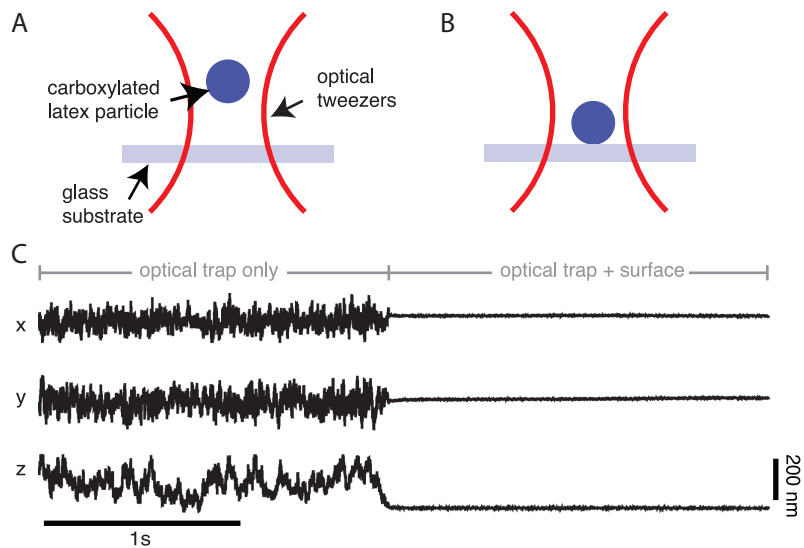 A
carboxylated
latex particle
optical
tweezers
glass
substrate
B
C
optical trap only
optical trap + surface
x
y
z
200 nm
1s